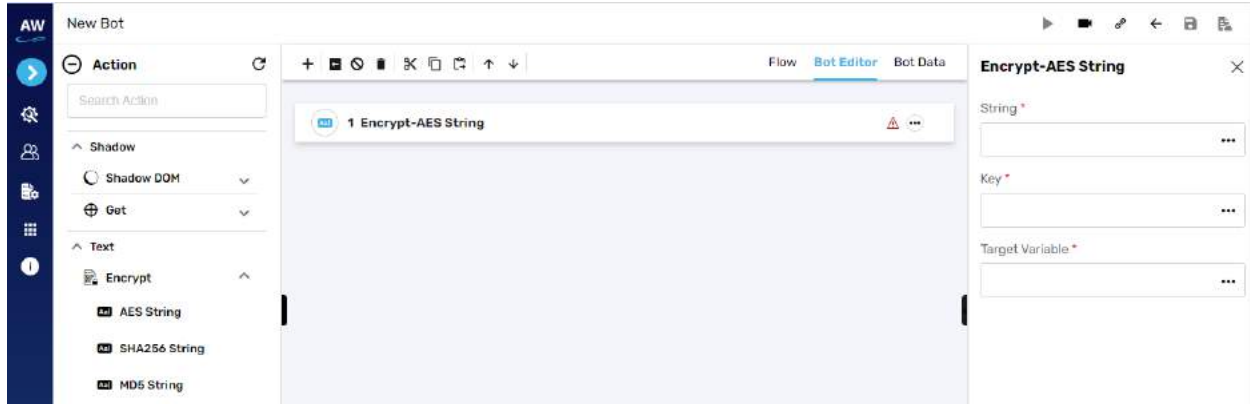 AW
New Bot
Action
Search Action
Shadow
Shadow DOM
Get
Text
Encrypt
AES String
SHA256 String
MD5 String
Flow Bot Editor Bot Data
1 Encrypt-AES String
Encrypt-AES String
String *
Key *
Target Variable *